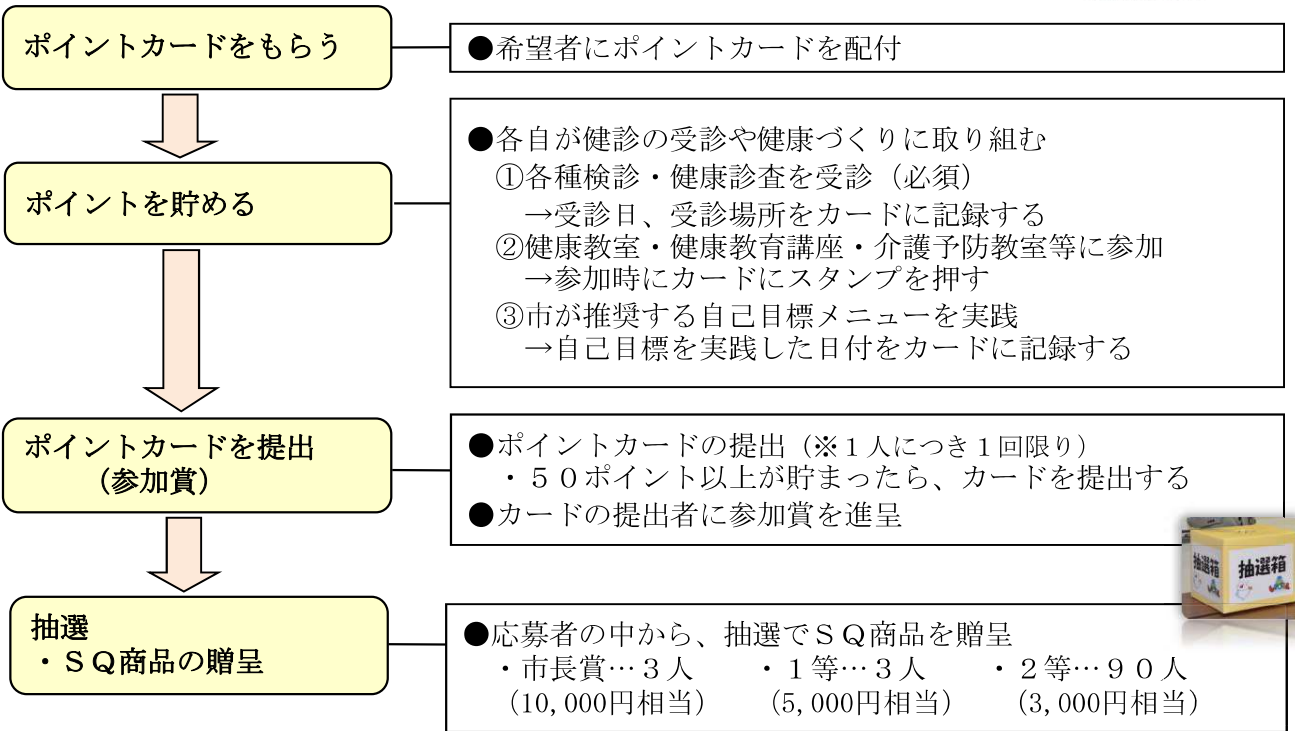 ポイントカードをもらう
●希望者にポイントカードを配付
ポイントを貯める
●各自が健診の受診や健康づくりに取り組む
①各種検診・健康診査を受診（必須）
→受診日、受診場所をカードに記録する
②健康教室・健康教育講座・介護予防教室等に参加
→参加時にカードにスタンプを押す
③市が推奨する自己目標メニューを実践
→自己目標を実践した日付をカードに記録する
ポイントカードを提出
（参加賞）
●ポイントカードの提出（※１人につき１回限り）
・５０ポイント以上が貯まったら、カードを提出する
●カードの提出者に参加賞を進呈
抽選箱
抽選箱
抽選
・ＳＱ商品の贈呈
●応募者の中から、抽選でＳＱ商品を贈呈
・市長賞…３人　・１等…３人　・２等…９０人
（10,000円相当）　（5,000円相当）　（3,000円相当）